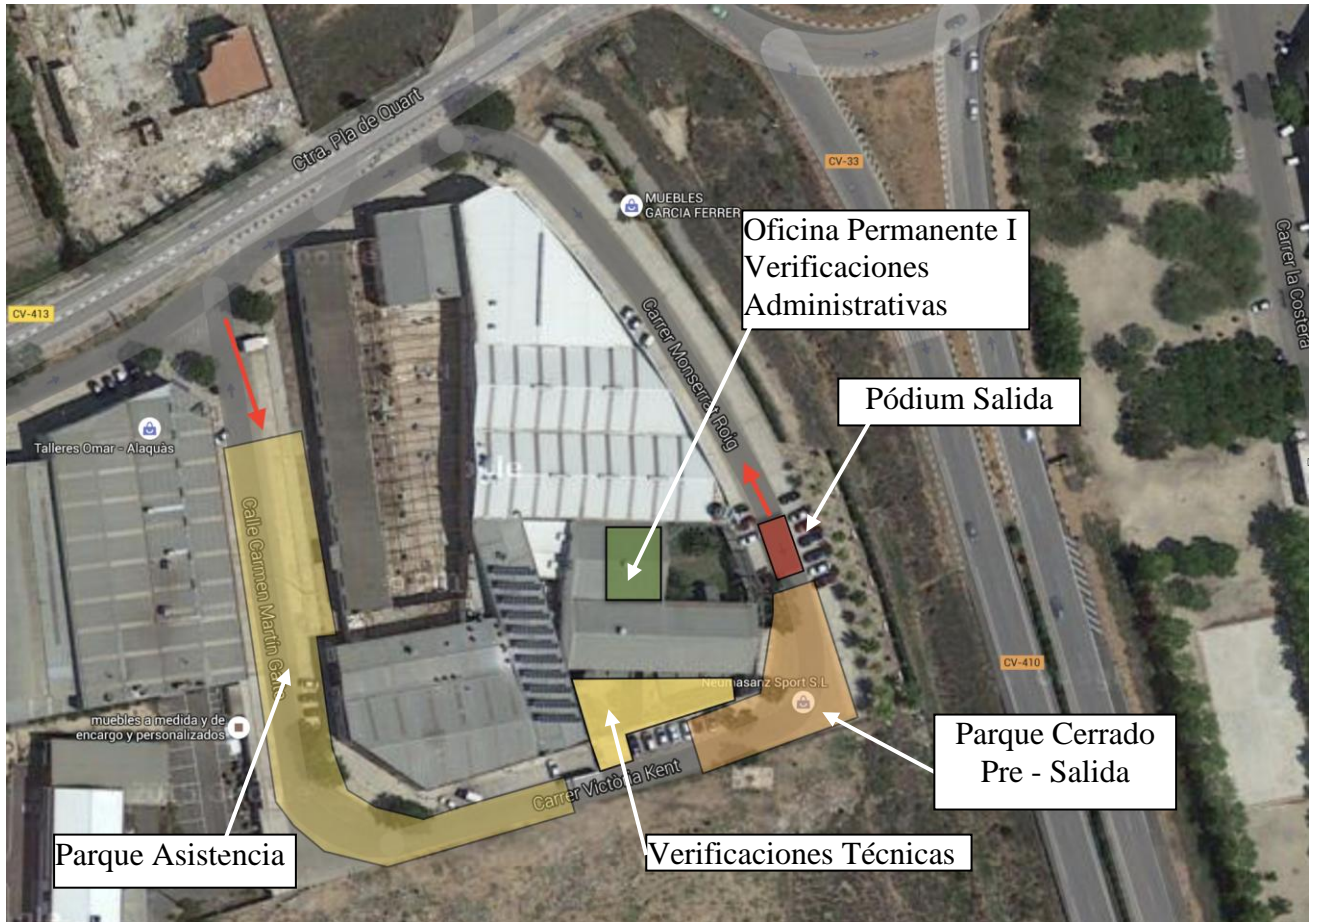 Ctra. Pla de Quart
CV-33
MUEBLES
GARCIA FERRER
Oficina Permanente I
Verificaciones
Administrativas
Carrer la Costera
CV-413
Carrer Monserrat Roig
Pódium Salida
Talleres Omar - Alaquàs
Calle Carmen Martín Gaite
CV-410
Neumasanz Sport S.L
muebles a medida y de
encargo y personalizados
Parque Cerrado
Pre - Salida
Carrer Victòria Kent
Parque Asistencia
Verificaciones Técnicas